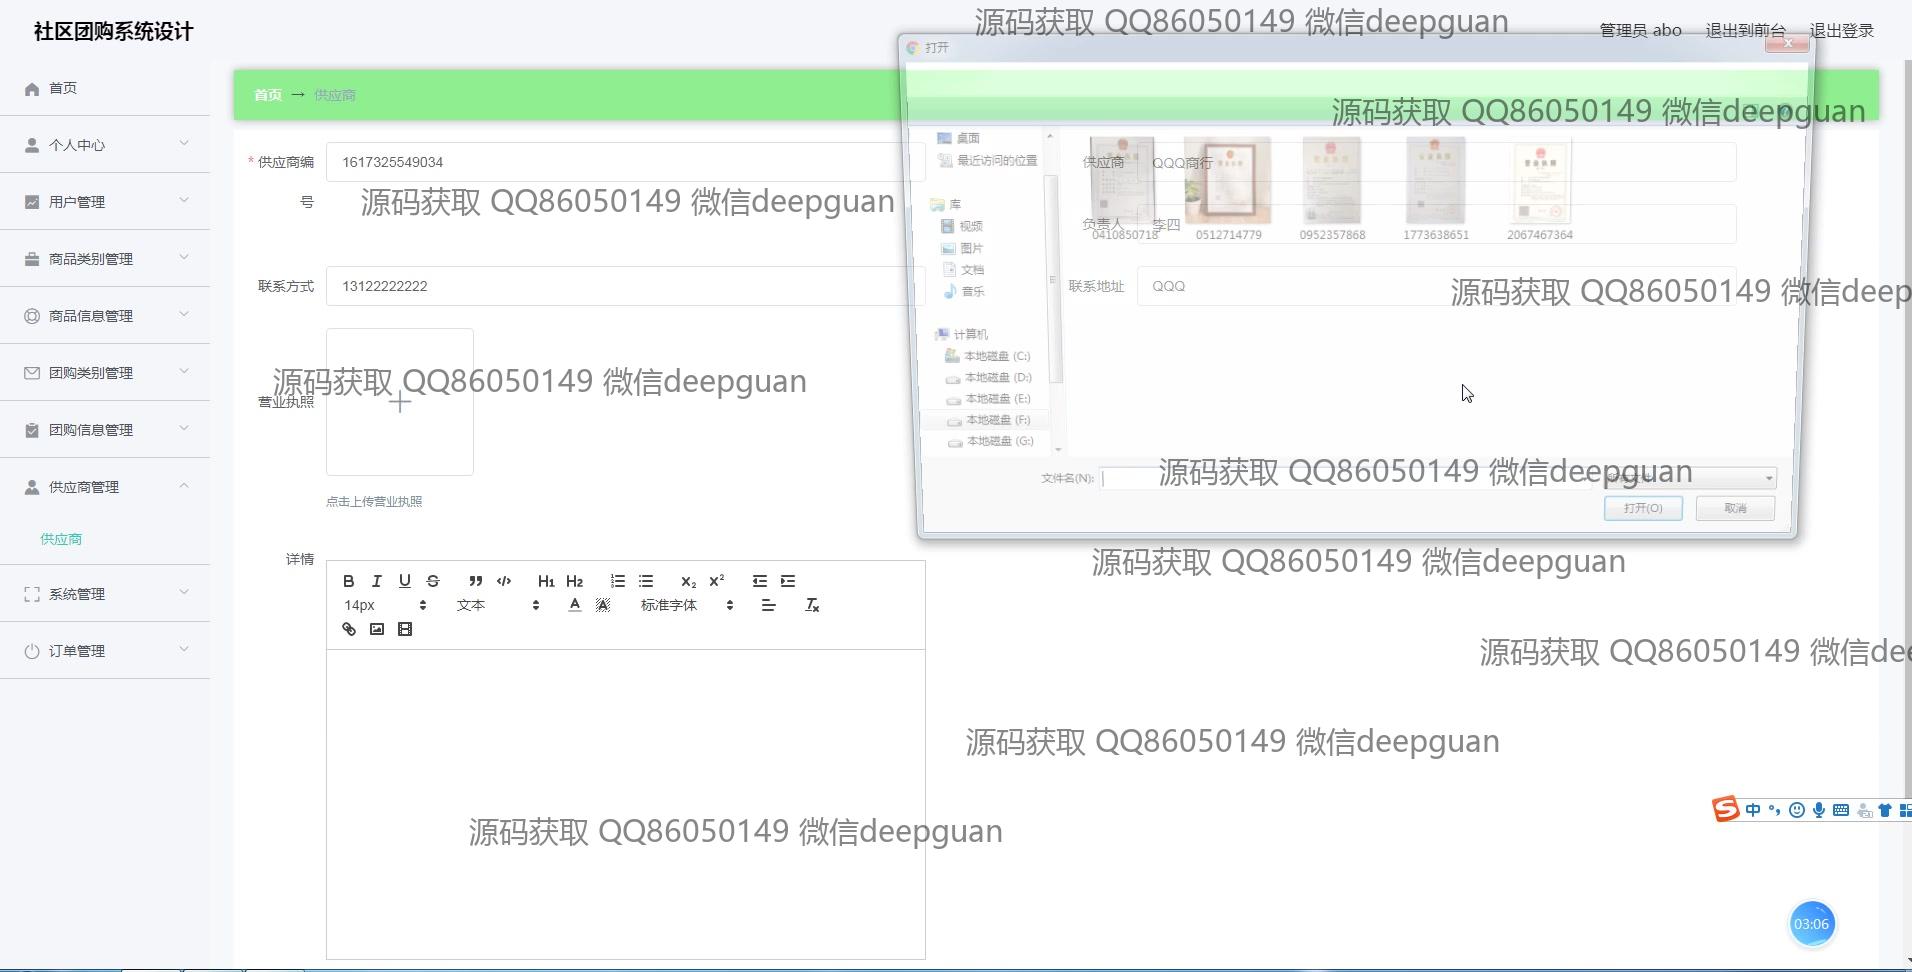 社区团购系统设计
源码获取 QQ86050149 微信deepguan
管理员 abo
退出到前台
退出登录
打开
首页
个人中心
用户管理
商品类别管理
商品信息管理
团购类别管理
团购信息管理
供应商管理
供应商
系统管理
订单管理
首页 → 供应商
源码获取 QQ86050149 微信deepguan
* 供应商编号
1617325549034
供应商
QQQ商行
源码获取 QQ86050149 微信deepguan
负责人
李四
联系方式
13122222222
联系地址
QQQ
源码获取 QQ86050149 微信deep
桌面
最近访问的位置
库
视频
图片
文档
音乐
计算机
本地磁盘 (C:)
本地磁盘 (D:)
本地磁盘 (E:)
本地磁盘 (F:)
本地磁盘 (G:)
0410850718
0512714779
0952357868
1773638651
2067467364
源码获取 QQ86050149 微信deepguan
营业执照
点击上传营业执照
文件名(N):
源码获取 QQ86050149 微信deepguan
打开(O)
取消
源码获取 QQ86050149 微信deepguan
详情
B I U S H1 H2 X2 X2
14px
文本
A
A
标准字体
Tx
源码获取 QQ86050149 微信dee
源码获取 QQ86050149 微信deepguan
源码获取 QQ86050149 微信deepguan
S 中
03:06